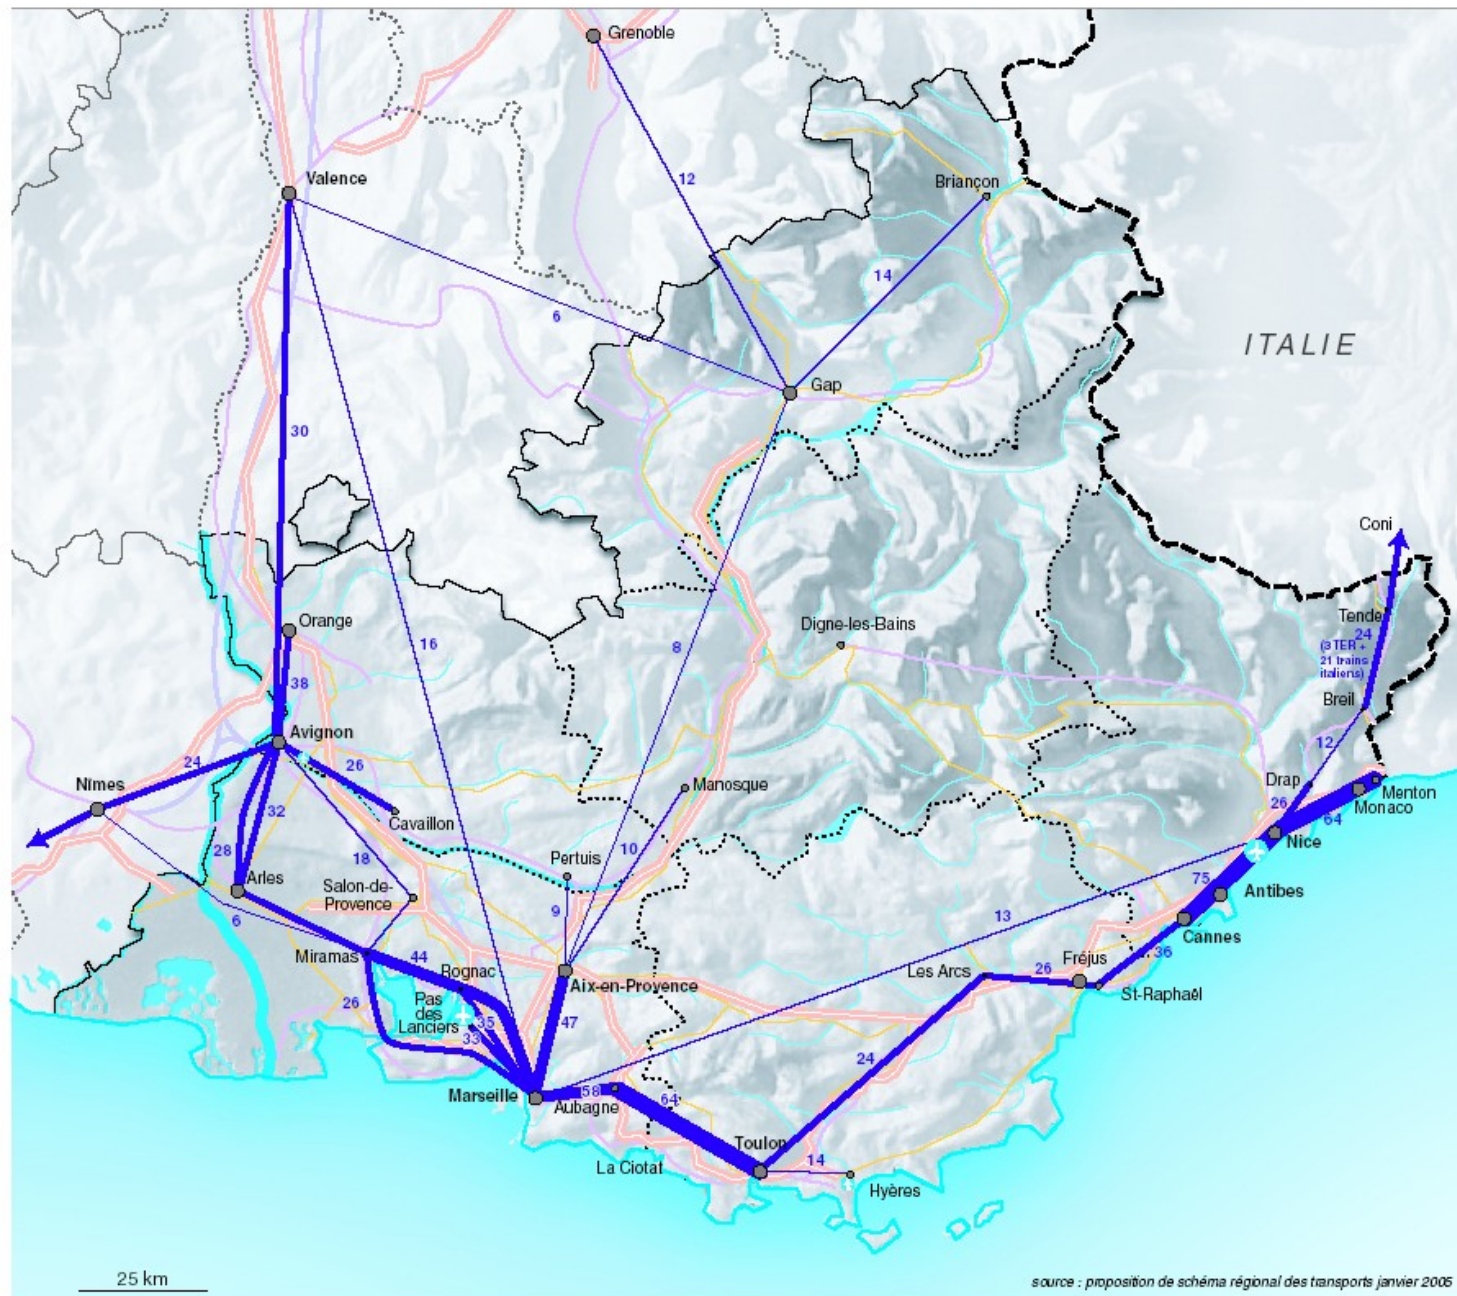 Grenoble
Valence
12
Briançon
14
6
ITALIE
Gap
30
Coni
Orange
16
8
Digne-les-Bains
Tende
24
(3 TER +
21 trains
italiens)
38
Breil
Avignon
12
24
26
Nîmes
Manosque
Drap
Menton
Monaco
26
64
32
Cavaillon
Nice
28
18
Pertuis
10
75
Arles
Salon-de-
Provence
Antibes
6
9
13
Cannes
Miramas
44
Rognac
Aix-en-Provence
Les Arcs
26
Fréjus
36
St-Raphaël
26
Pas
des
Lanciers
35
33
47
24
Marseille
58
Aubagne
64
Toulon
14
La Ciotat
Hyères
25 km
source : proposition de schéma régional des transports janvier 2005